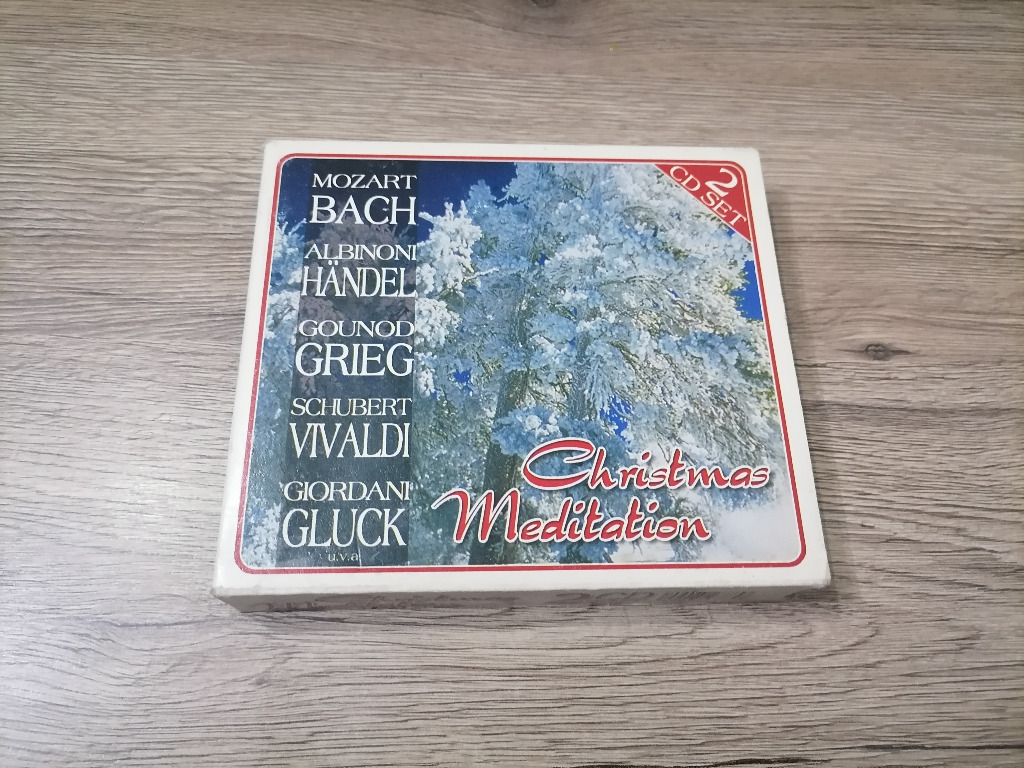 MOZART
BACH
ALBINONI
HÄNDEL
GOUNOD
GRIEG
SCHUBERT
VIVALDI
GIORDANI
GLUCK
u.v.a.
2
CD SET
Christmas
Meditation